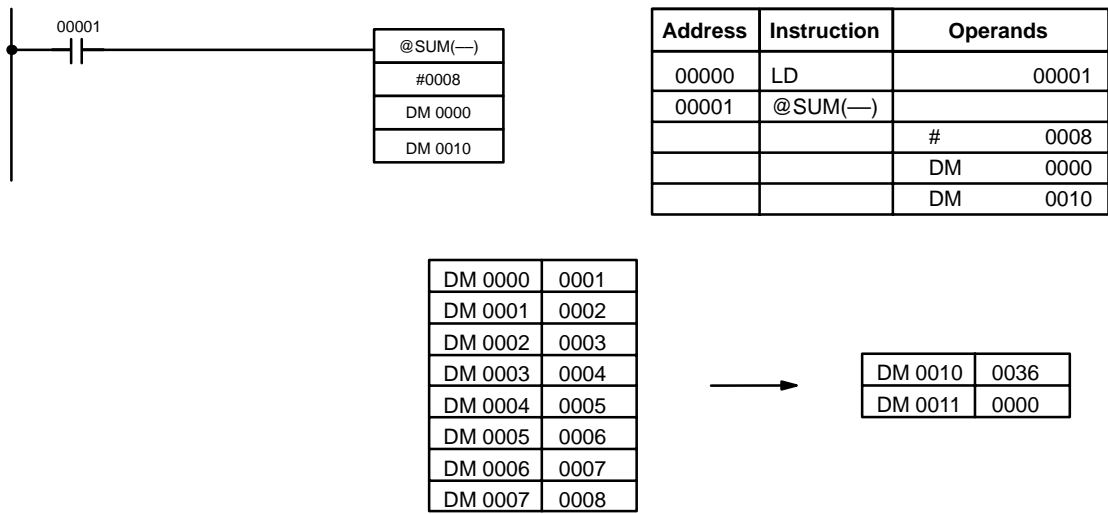 00001
@SUM(––)
#0008
DM 0000
DM 0010
Address Instruction Operands
00000 LD 00001
00001 @SUM(––)
# 0008
DM 0000
DM 0010
DM 0000 0001
DM 0001 0002
DM 0002 0003
DM 0003 0004
DM 0004 0005
DM 0005 0006
DM 0006 0007
DM 0007 0008
DM 0010 0036
DM 0011 0000